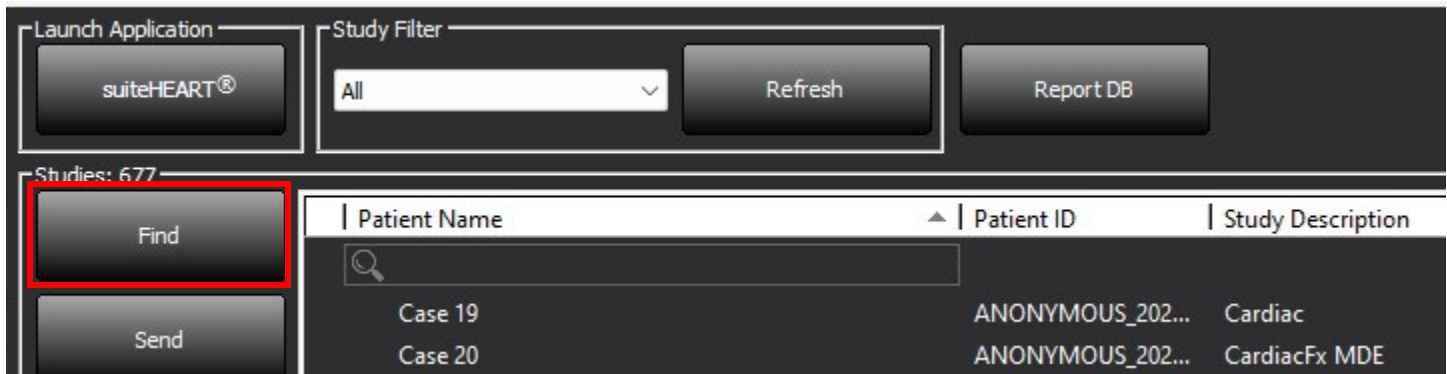 Launch Application
Study Filter
suiteHEART®
All
Refresh
Report DB
Studies: 677
Find
Patient Name
Patient ID
Study Description
Case 19 ANONYMOUS_202... Cardiac
Send
Case 20 ANONYMOUS_202... CardiacFx MDE